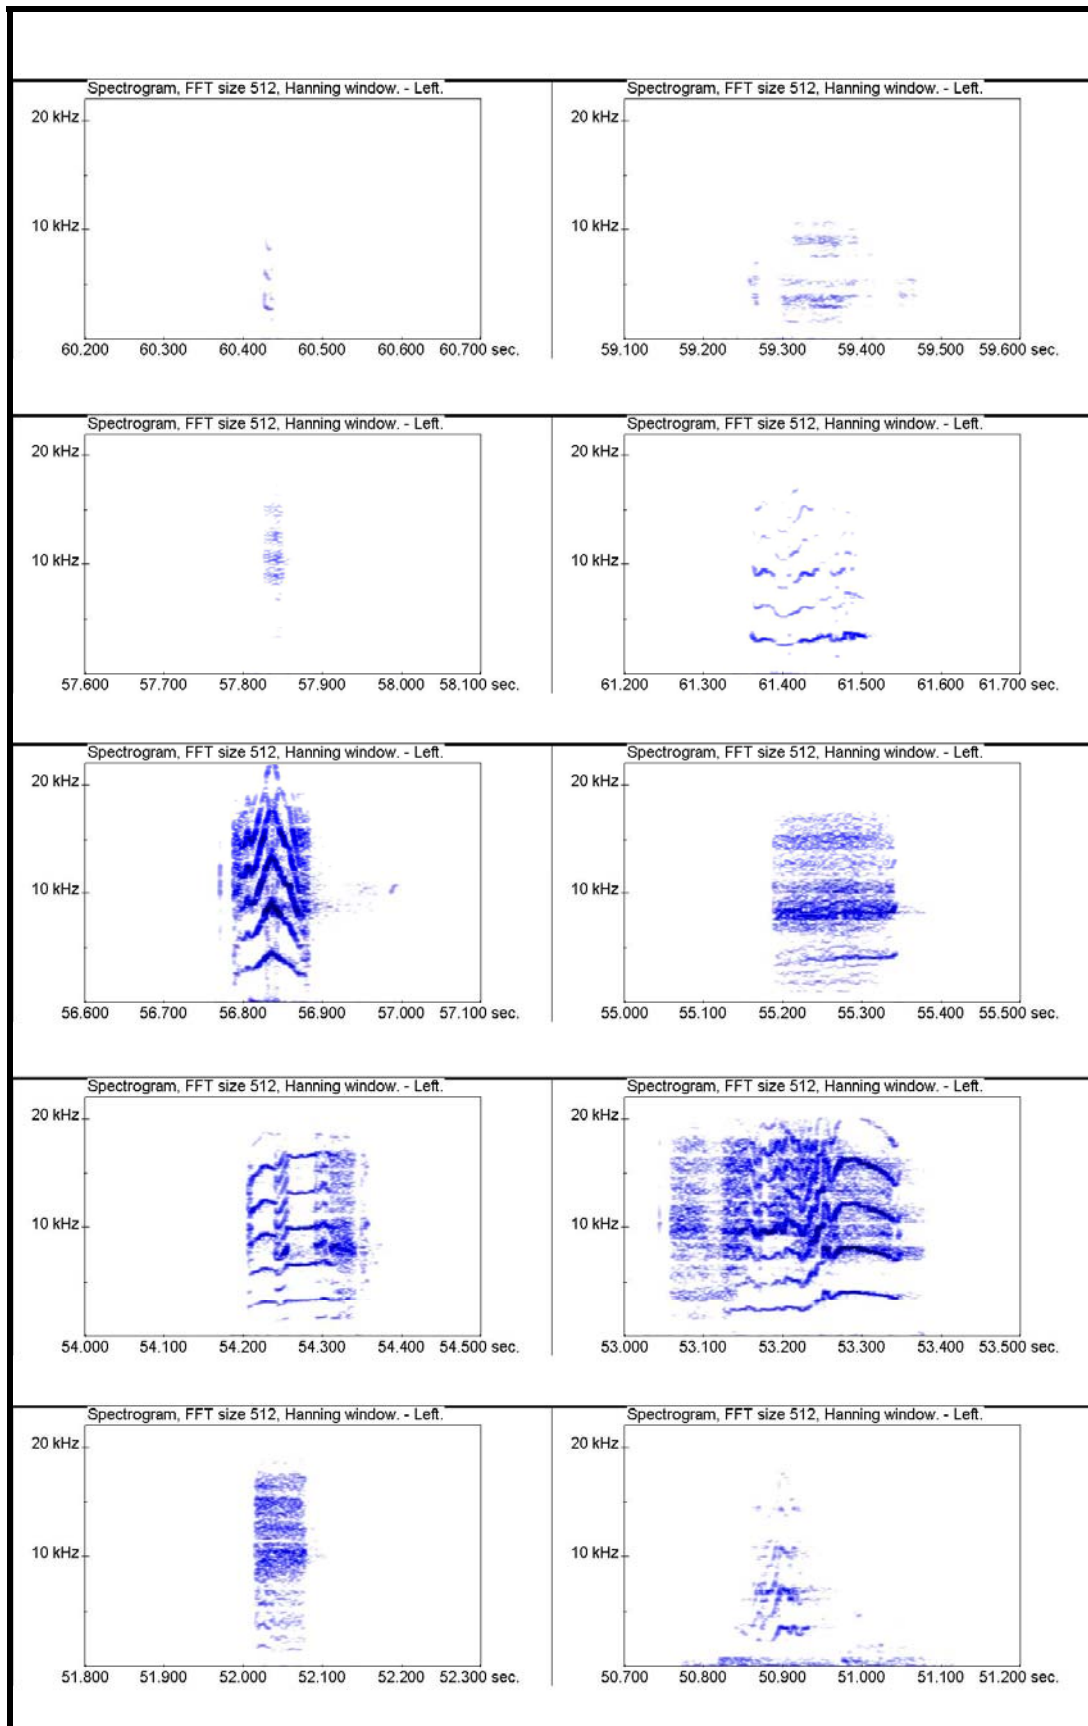 Spectrogram, FFT size 512, Hanning window. - Left.
20 kHz
10 kHz
60.200 60.300 60.400 60.500 60.600 60.700 sec.
Spectrogram, FFT size 512, Hanning window. - Left.
20 kHz
10 kHz
59.100 59.200 59.300 59.400 59.500 59.600 sec.
Spectrogram, FFT size 512, Hanning window. - Left.
20 kHz
10 kHz
57.600 57.700 57.800 57.900 58.000 58.100 sec.
Spectrogram, FFT size 512, Hanning window. - Left.
20 kHz
10 kHz
61.200 61.300 61.400 61.500 61.600 61.700 sec.
Spectrogram, FFT size 512, Hanning window. - Left.
20 kHz
10 kHz
56.600 56.700 56.800 56.900 57.000 57.100 sec.
Spectrogram, FFT size 512, Hanning window. - Left.
20 kHz
10 kHz
55.000 55.100 55.200 55.300 55.400 55.500 sec.
Spectrogram, FFT size 512, Hanning window. - Left.
20 kHz
10 kHz
54.000 54.100 54.200 54.300 54.400 54.500 sec.
Spectrogram, FFT size 512, Hanning window. - Left.
20 kHz
10 kHz
53.000 53.100 53.200 53.300 53.400 53.500 sec.
Spectrogram, FFT size 512, Hanning window. - Left.
20 kHz
10 kHz
51.800 51.900 52.000 52.100 52.200 52.300 sec.
Spectrogram, FFT size 512, Hanning window. - Left.
20 kHz
10 kHz
50.700 50.800 50.900 51.000 51.100 51.200 sec.